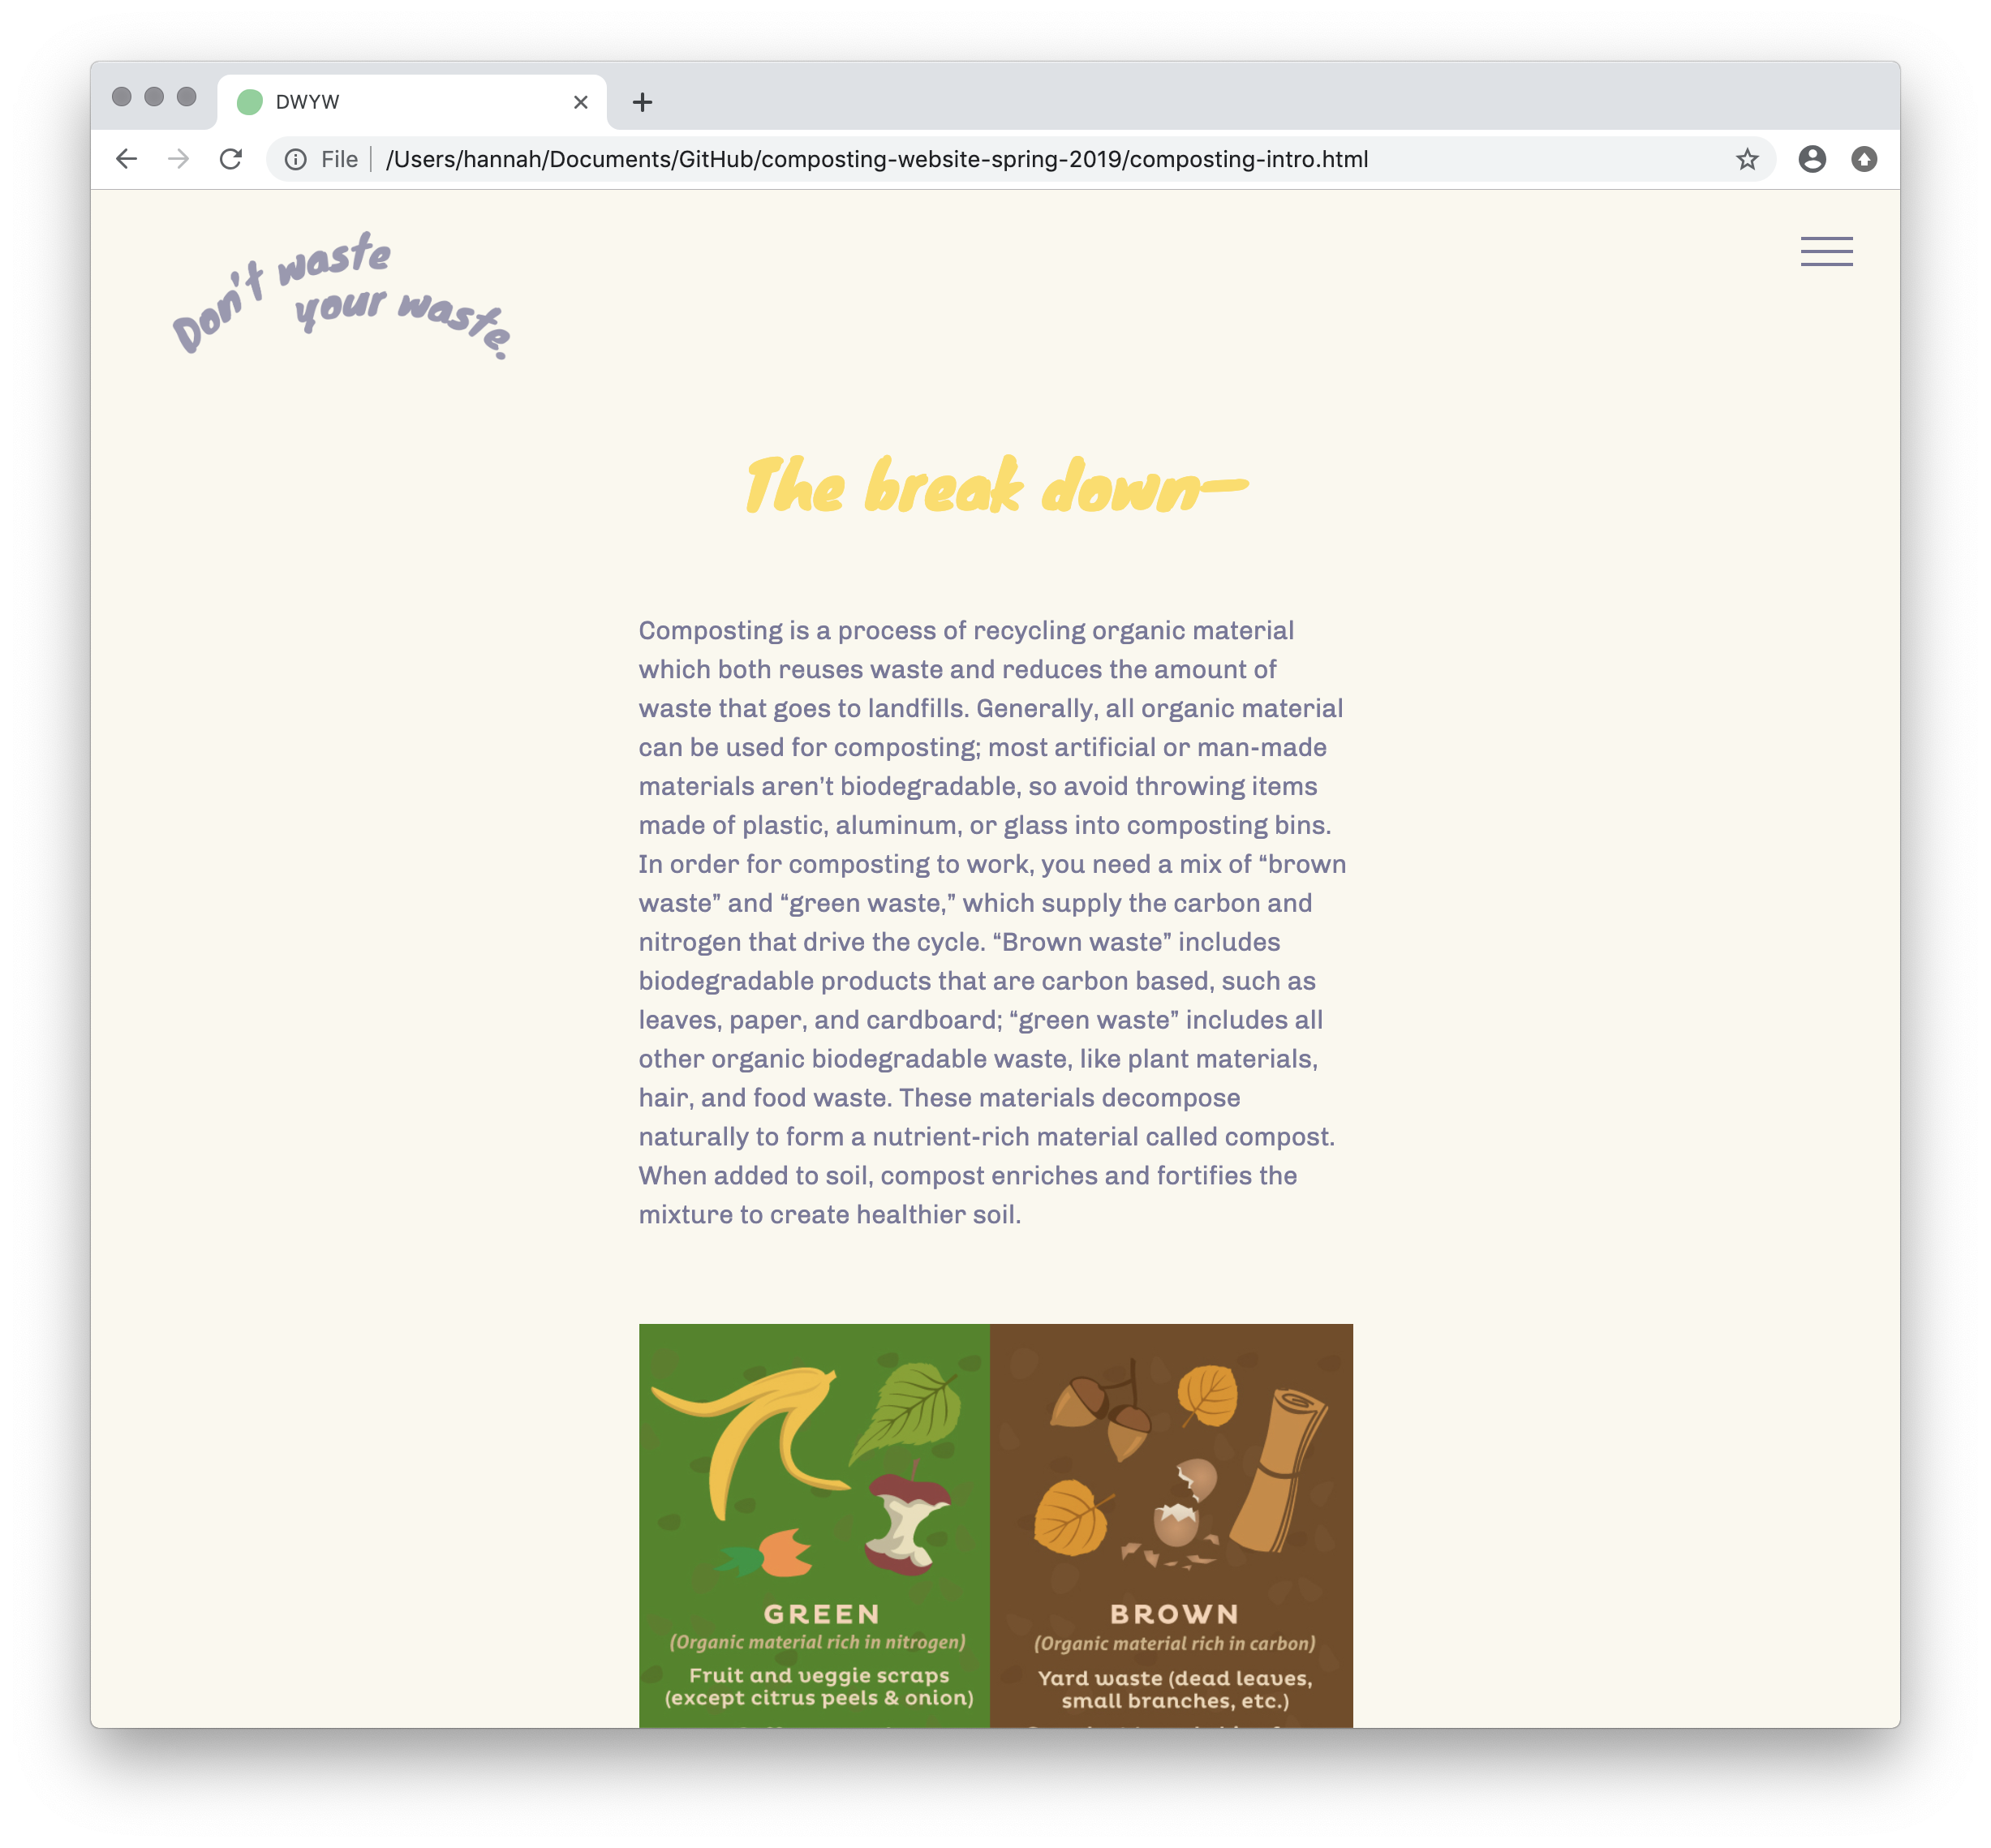 DWYW
File /Users/hannah/Documents/GitHub/composting-website-spring-2019/composting-intro.html
Don't waste
your waste.
The break down—
Composting is a process of recycling organic material
which both reuses waste and reduces the amount of
waste that goes to landfills. Generally, all organic material
can be used for composting; most artificial or man-made
materials aren’t biodegradable, so avoid throwing items
made of plastic, aluminum, or glass into composting bins.
In order for composting to work, you need a mix of “brown
waste” and “green waste,” which supply the carbon and
nitrogen that drive the cycle. “Brown waste” includes
biodegradable products that are carbon based, such as
leaves, paper, and cardboard; “green waste” includes all
other organic biodegradable waste, like plant materials,
hair, and food waste. These materials decompose
naturally to form a nutrient-rich material called compost.
When added to soil, compost enriches and fortifies the
mixture to create healthier soil.
GREEN
(Organic material rich in nitrogen)
Fruit and veggie scraps
(except citrus peels & onion)
BROWN
(Organic material rich in carbon)
Yard waste (dead leaves,
small branches, etc.)